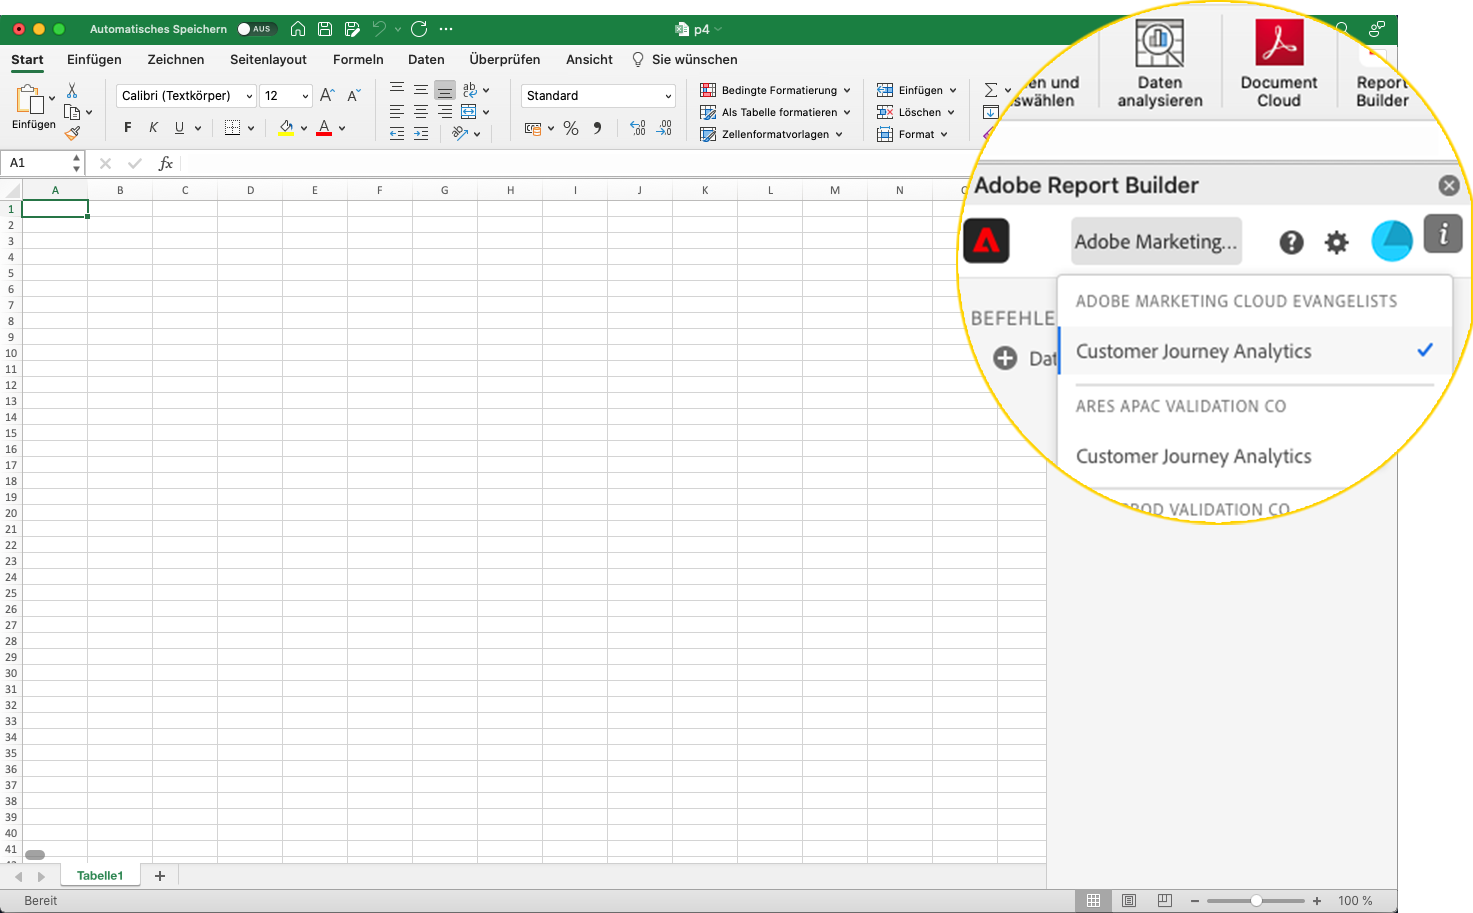 Automatisches Speichern AUS p4
Start Einfügen Zeichnen Seitenlayout Formeln Daten Überprüfen Ansicht Sie wünschen
Einfügen
Calibri (Textkörper) 12
F K U
ab
Standard
% 000
Bedingte Formatierung
Als Tabelle formatieren
Zellenformatvorlagen
Einfügen
Löschen
Format
en und
swählen
Daten
analysieren
Document
Cloud
Report
Builder
A1 fx
A B C D E F G H I J K L M N
1
2
3
4
5
6
7
8
9
10
11
12
13
14
15
16
17
18
19
20
21
22
23
24
25
26
27
28
29
30
31
32
33
34
35
36
37
38
39
40
41
Adobe Report Builder
Adobe Marketing...
BEFEHLE
Dat
ADOBE MARKETING CLOUD EVANGELISTS
Customer Journey Analytics
ARES APAC VALIDATION CO
Customer Journey Analytics
PROD VALIDATION CO
Tabelle1
Bereit
100 %